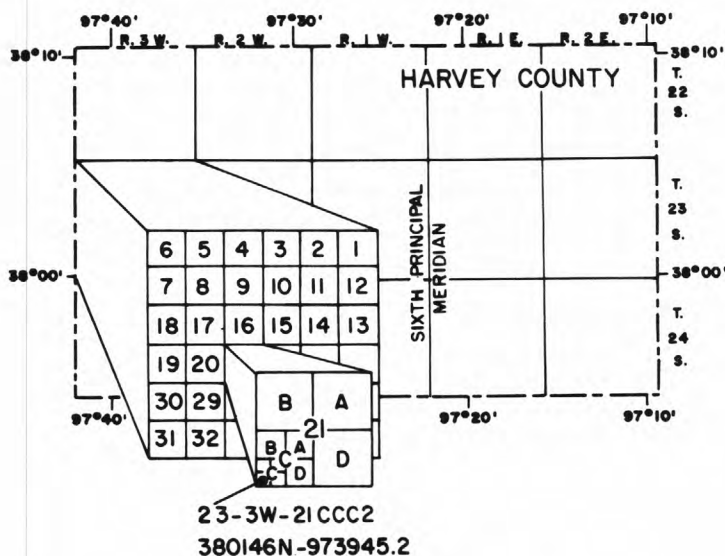 97°40' 97°30' 97°20' 97°10'
R. 3 W. R. 2 W. R. I W. R. I E. R. 2 E.
38°10' 38°10'
HARVEY COUNTY
T.
22
S.
T.
23
S.
SIXTH PRINCIPAL
MERIDIAN
6 5 4 3 2 1
38°00' 38°00'
7 8 9 10 11 12
18 17 16 15 14 13
T.
24
S.
19 20
30 29
31 32
97°40' 97°20' 97°10'
B A
21
B A
C D
C D
23-3W-21 CCC2
380146N-973945.2